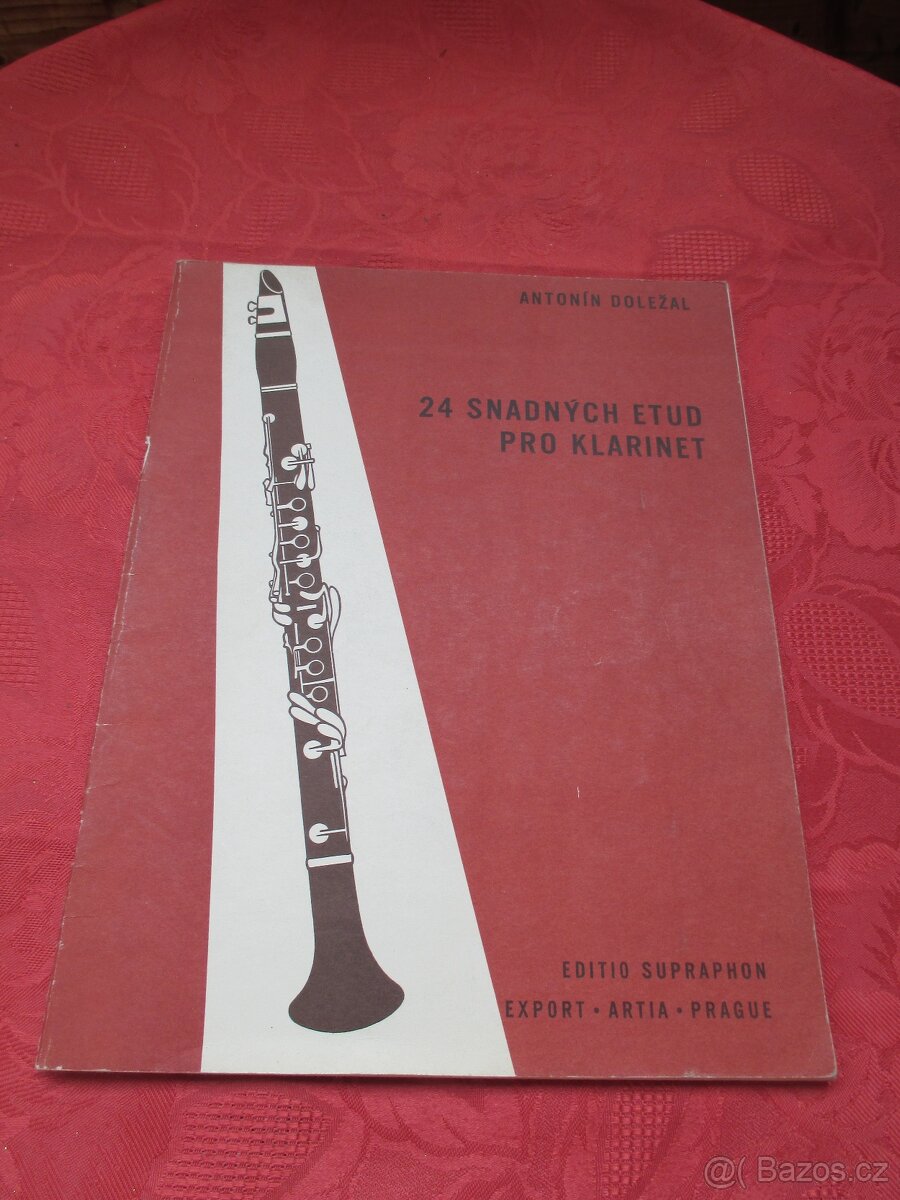 ANTONÍN DOLEŽAL
24 SNADNÝCH ETUD
PRO KLARINET
EDITIO SUPRAPHON
EXPORT • ARTIA • PRAGUE
@( Bazos.cz